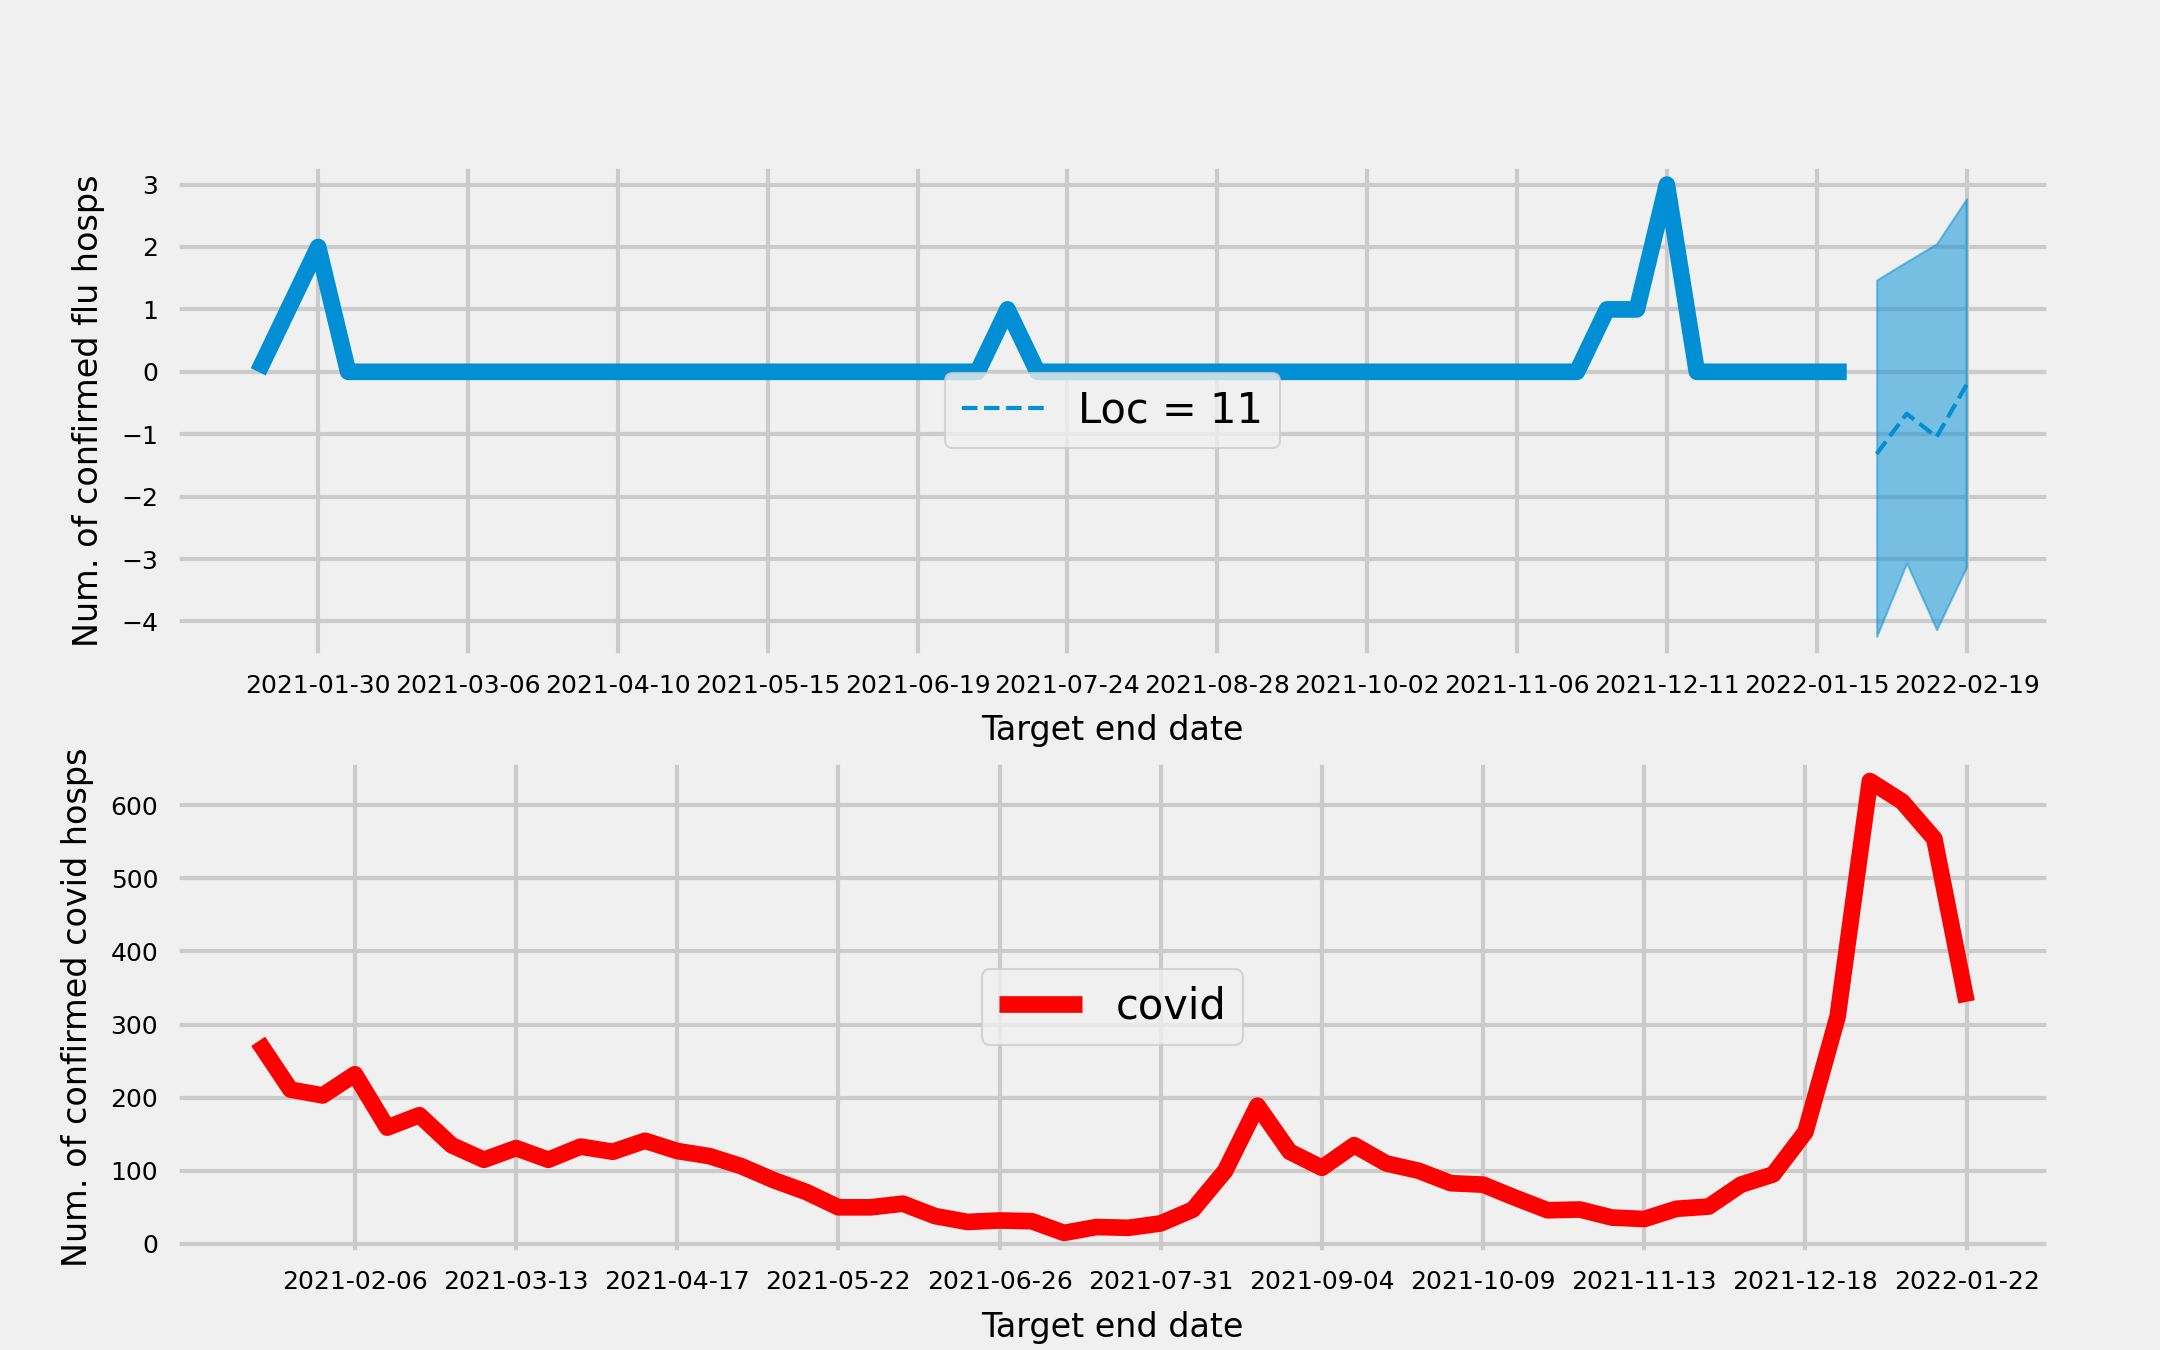 Num. of confirmed flu hosps
3
2
1
0
−1
−2
−3
−4
Loc = 11
2021-01-30 2021-03-06 2021-04-10 2021-05-15 2021-06-19 2021-07-24 2021-08-28 2021-10-02 2021-11-06 2021-12-11 2022-01-15 2022-02-19
Target end date
Num. of confirmed covid hosps
600
500
400
300
200
100
0
covid
2021-02-06 2021-03-13 2021-04-17 2021-05-22 2021-06-26 2021-07-31 2021-09-04 2021-10-09 2021-11-13 2021-12-18 2022-01-22
Target end date